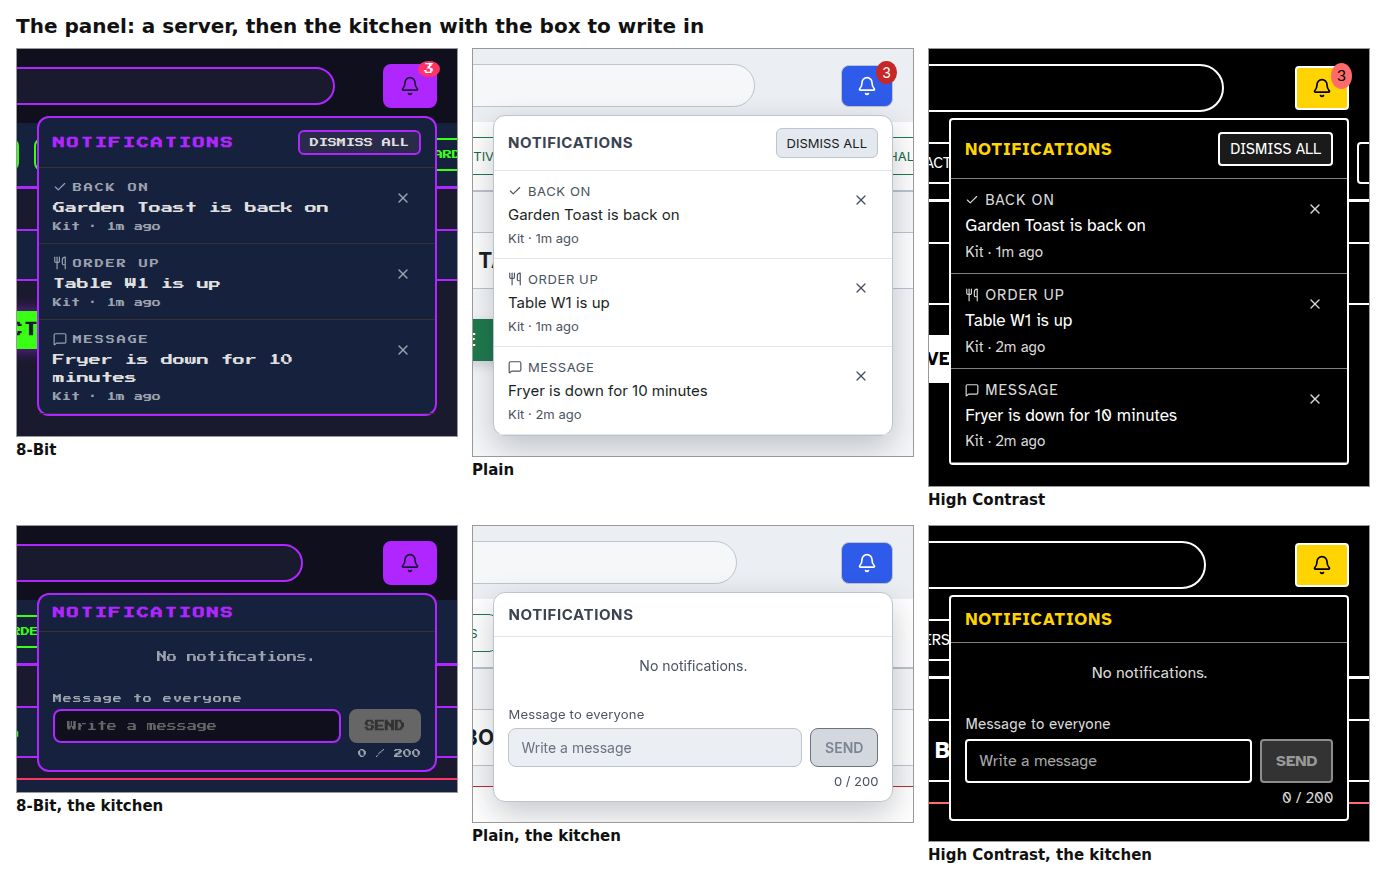 The panel: a server, then the kitchen with the box to write in
3
NOTIFICATIONS
DISMISS ALL
BACK ON
Garden Toast is back on
Kit · 1m ago
ORDER UP
Table W1 is up
Kit · 1m ago
MESSAGE
Fryer is down for 10
minutes
Kit · 1m ago
8-Bit
3
NOTIFICATIONS
DISMISS ALL
BACK ON
Garden Toast is back on
Kit · 1m ago
ORDER UP
Table W1 is up
Kit · 1m ago
MESSAGE
Fryer is down for 10 minutes
Kit · 2m ago
Plain
3
NOTIFICATIONS
DISMISS ALL
BACK ON
Garden Toast is back on
Kit · 1m ago
ORDER UP
Table W1 is up
Kit · 2m ago
MESSAGE
Fryer is down for 10 minutes
Kit · 2m ago
High Contrast
NOTIFICATIONS
No notifications.
Message to everyone
Write a message
SEND
0 / 200
8-Bit, the kitchen
NOTIFICATIONS
No notifications.
Message to everyone
Write a message
SEND
0 / 200
Plain, the kitchen
NOTIFICATIONS
No notifications.
Message to everyone
Write a message
SEND
0 / 200
High Contrast, the kitchen